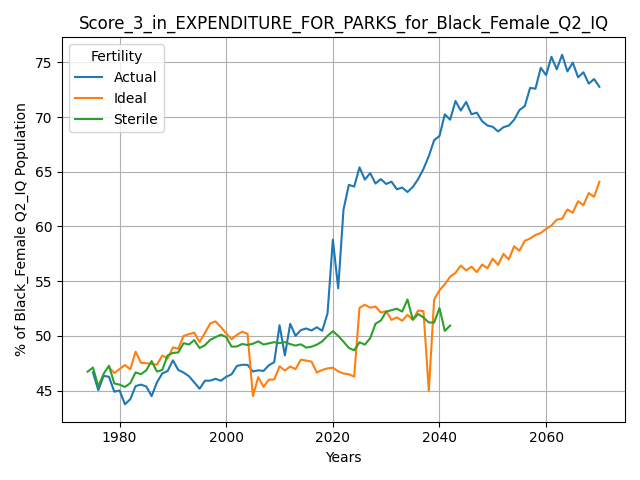 Score_3_in_EXPENDITURE_FOR_PARKS_for_Black_Female_Q2_IQ
Fertility
Actual
Ideal
Sterile
% of Black_Female Q2_IQ Population
75
70
65
60
55
50
45
1980
2000
2020
2040
2060
Years